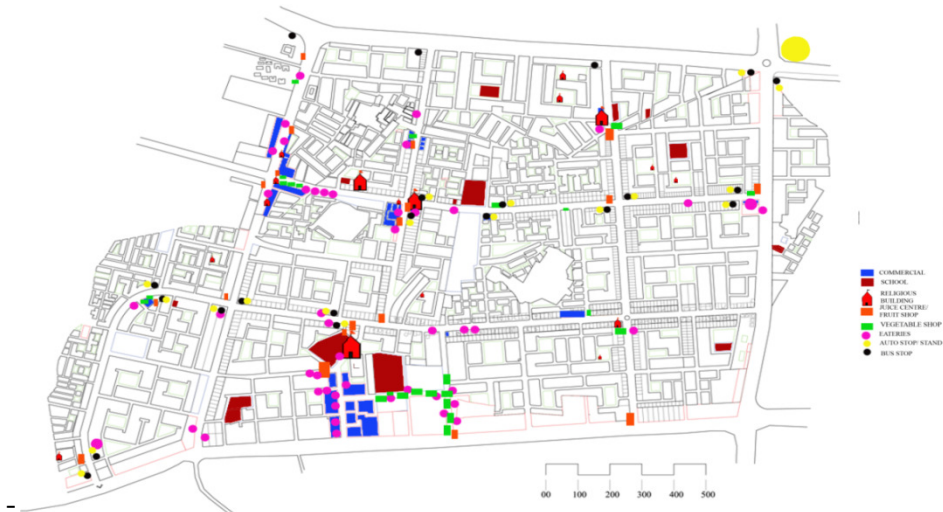 COMMERCIAL
SCHOOL
RELIGIOUS
BUILDING
JUICE CENTRE/
FRUIT SHOP
VEGETABLE SHOP
EATERIES
AUTO STOP/ STAND
BUS STOP
00 100 200 300 400 500